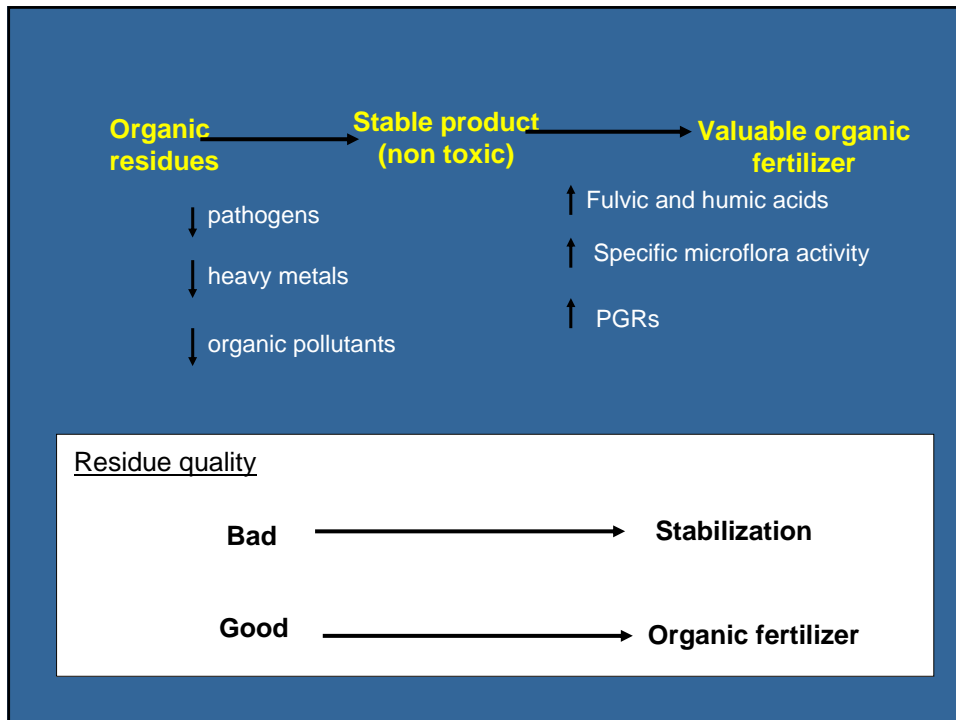 Organic
residues
Stable product
(non toxic)
Valuable organic
fertilizer
pathogens
heavy metals
organic pollutants
Fulvic and humic acids
Specific microflora activity
PGRs
Residue quality
Bad
Stabilization
Good
Organic fertilizer